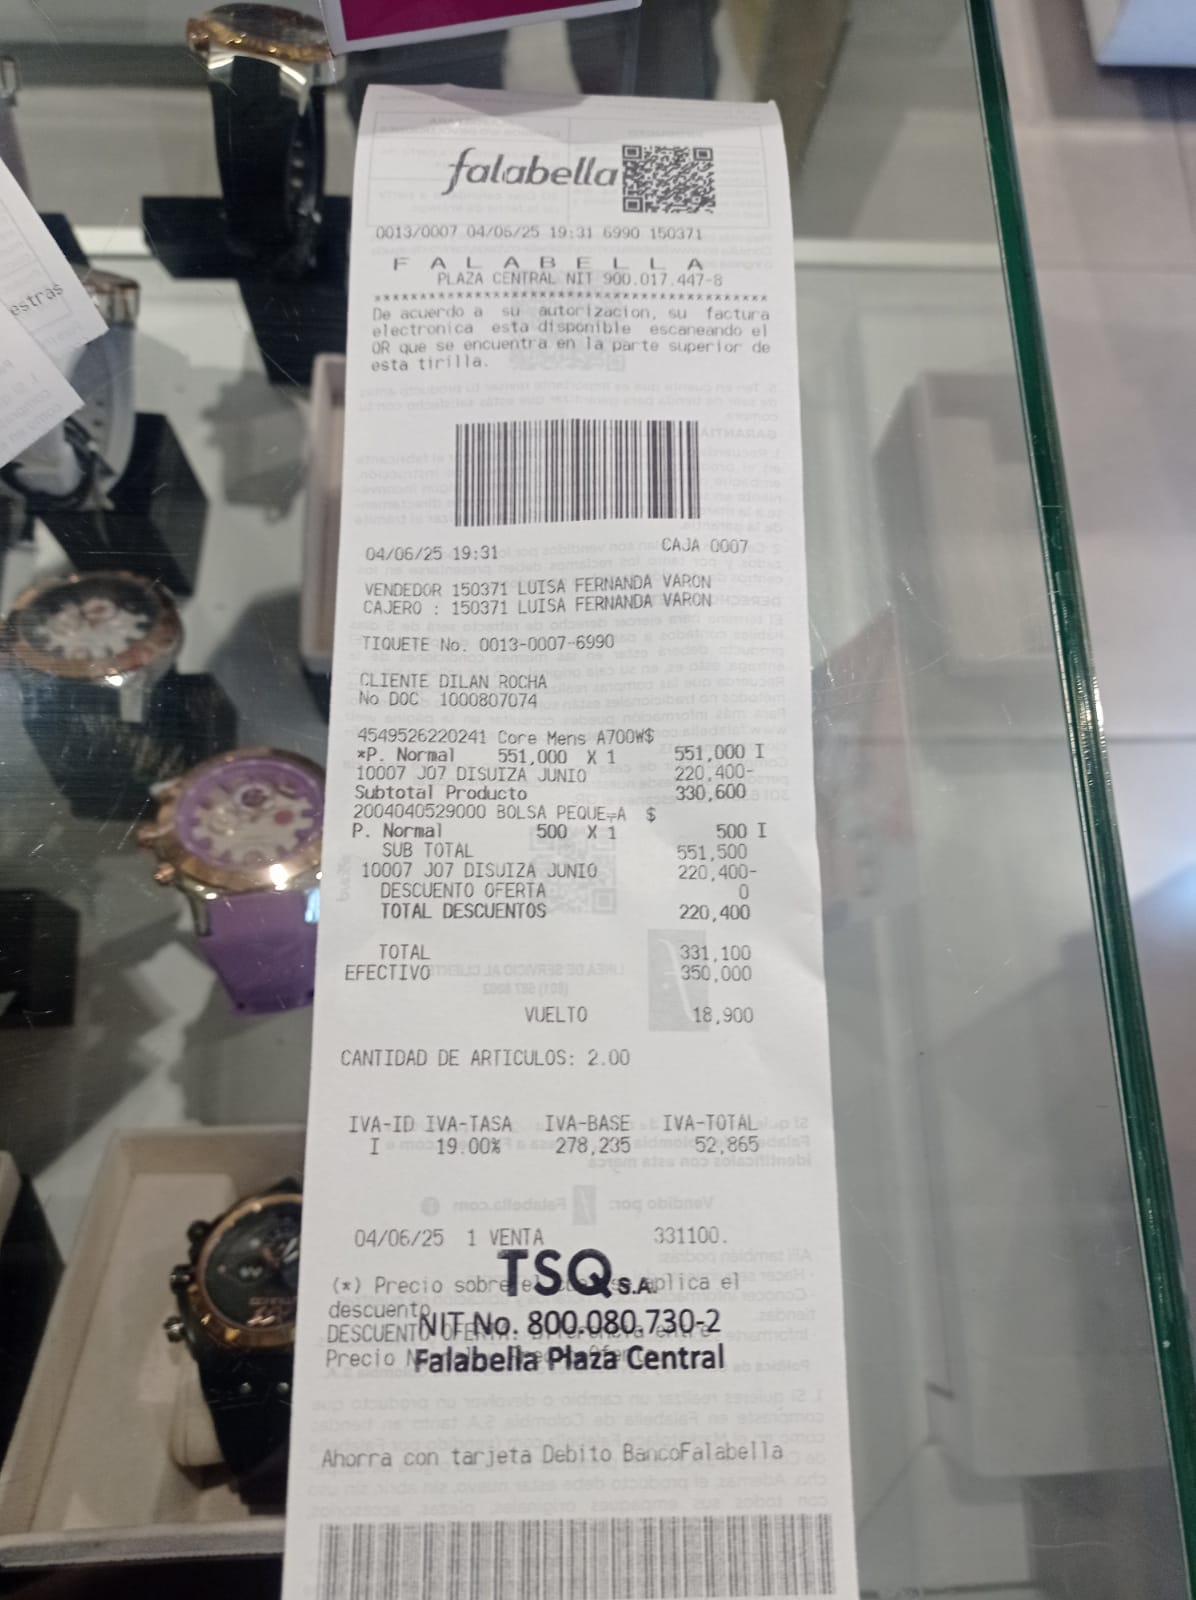 falabella
0013/0007 04/06/25 19:31 6990 150371
F A L A B E L L A
PLAZA CENTRAL NIT 900.017.447-8
******************************************
De acuerdo a su autorizacion, su factura
electronica esta disponible escaneando el
QR que se encuentra en la parte superior de
esta tirilla.
estras
04/06/25 19:31 CAJA 0007
VENDEDOR 150371 LUISA FERNANDA VARON
CAJERO : 150371 LUISA FERNANDA VARON
TIQUETE No. 0013-0007-6990
CLIENTE DILAN ROCHA
No DOC 1000807074
4549526220241 Core Mens A700W$
*P. Normal 551,000 X 1 551,000 I
10007 J07 DISUIZA JUNIO 220,400-
Subtotal Producto 330,600
2004040529000 BOLSA PEQUE¬A $
P. Normal 500 X 1 500 I
SUB TOTAL 551,500
10007 J07 DISUIZA JUNIO 220,400-
DESCUENTO OFERTA 0
TOTAL DESCUENTOS 220,400
TOTAL 331,100
EFECTIVO 350,000
VUELTO 18,900
CANTIDAD DE ARTICULOS: 2.00
IVA-ID IVA-TASA IVA-BASE IVA-TOTAL
I 19.00% 278,235 52,865
04/06/25 1 VENTA 331100.
TSQ S.A.
(*) Precio sobre el se aplica el
descuento
NIT No. 800.080.730-2
DESCUENTO OFERTA: entre
Precio
Falabella Plaza Central
Ahorra con tarjeta Debito BancoFalabella